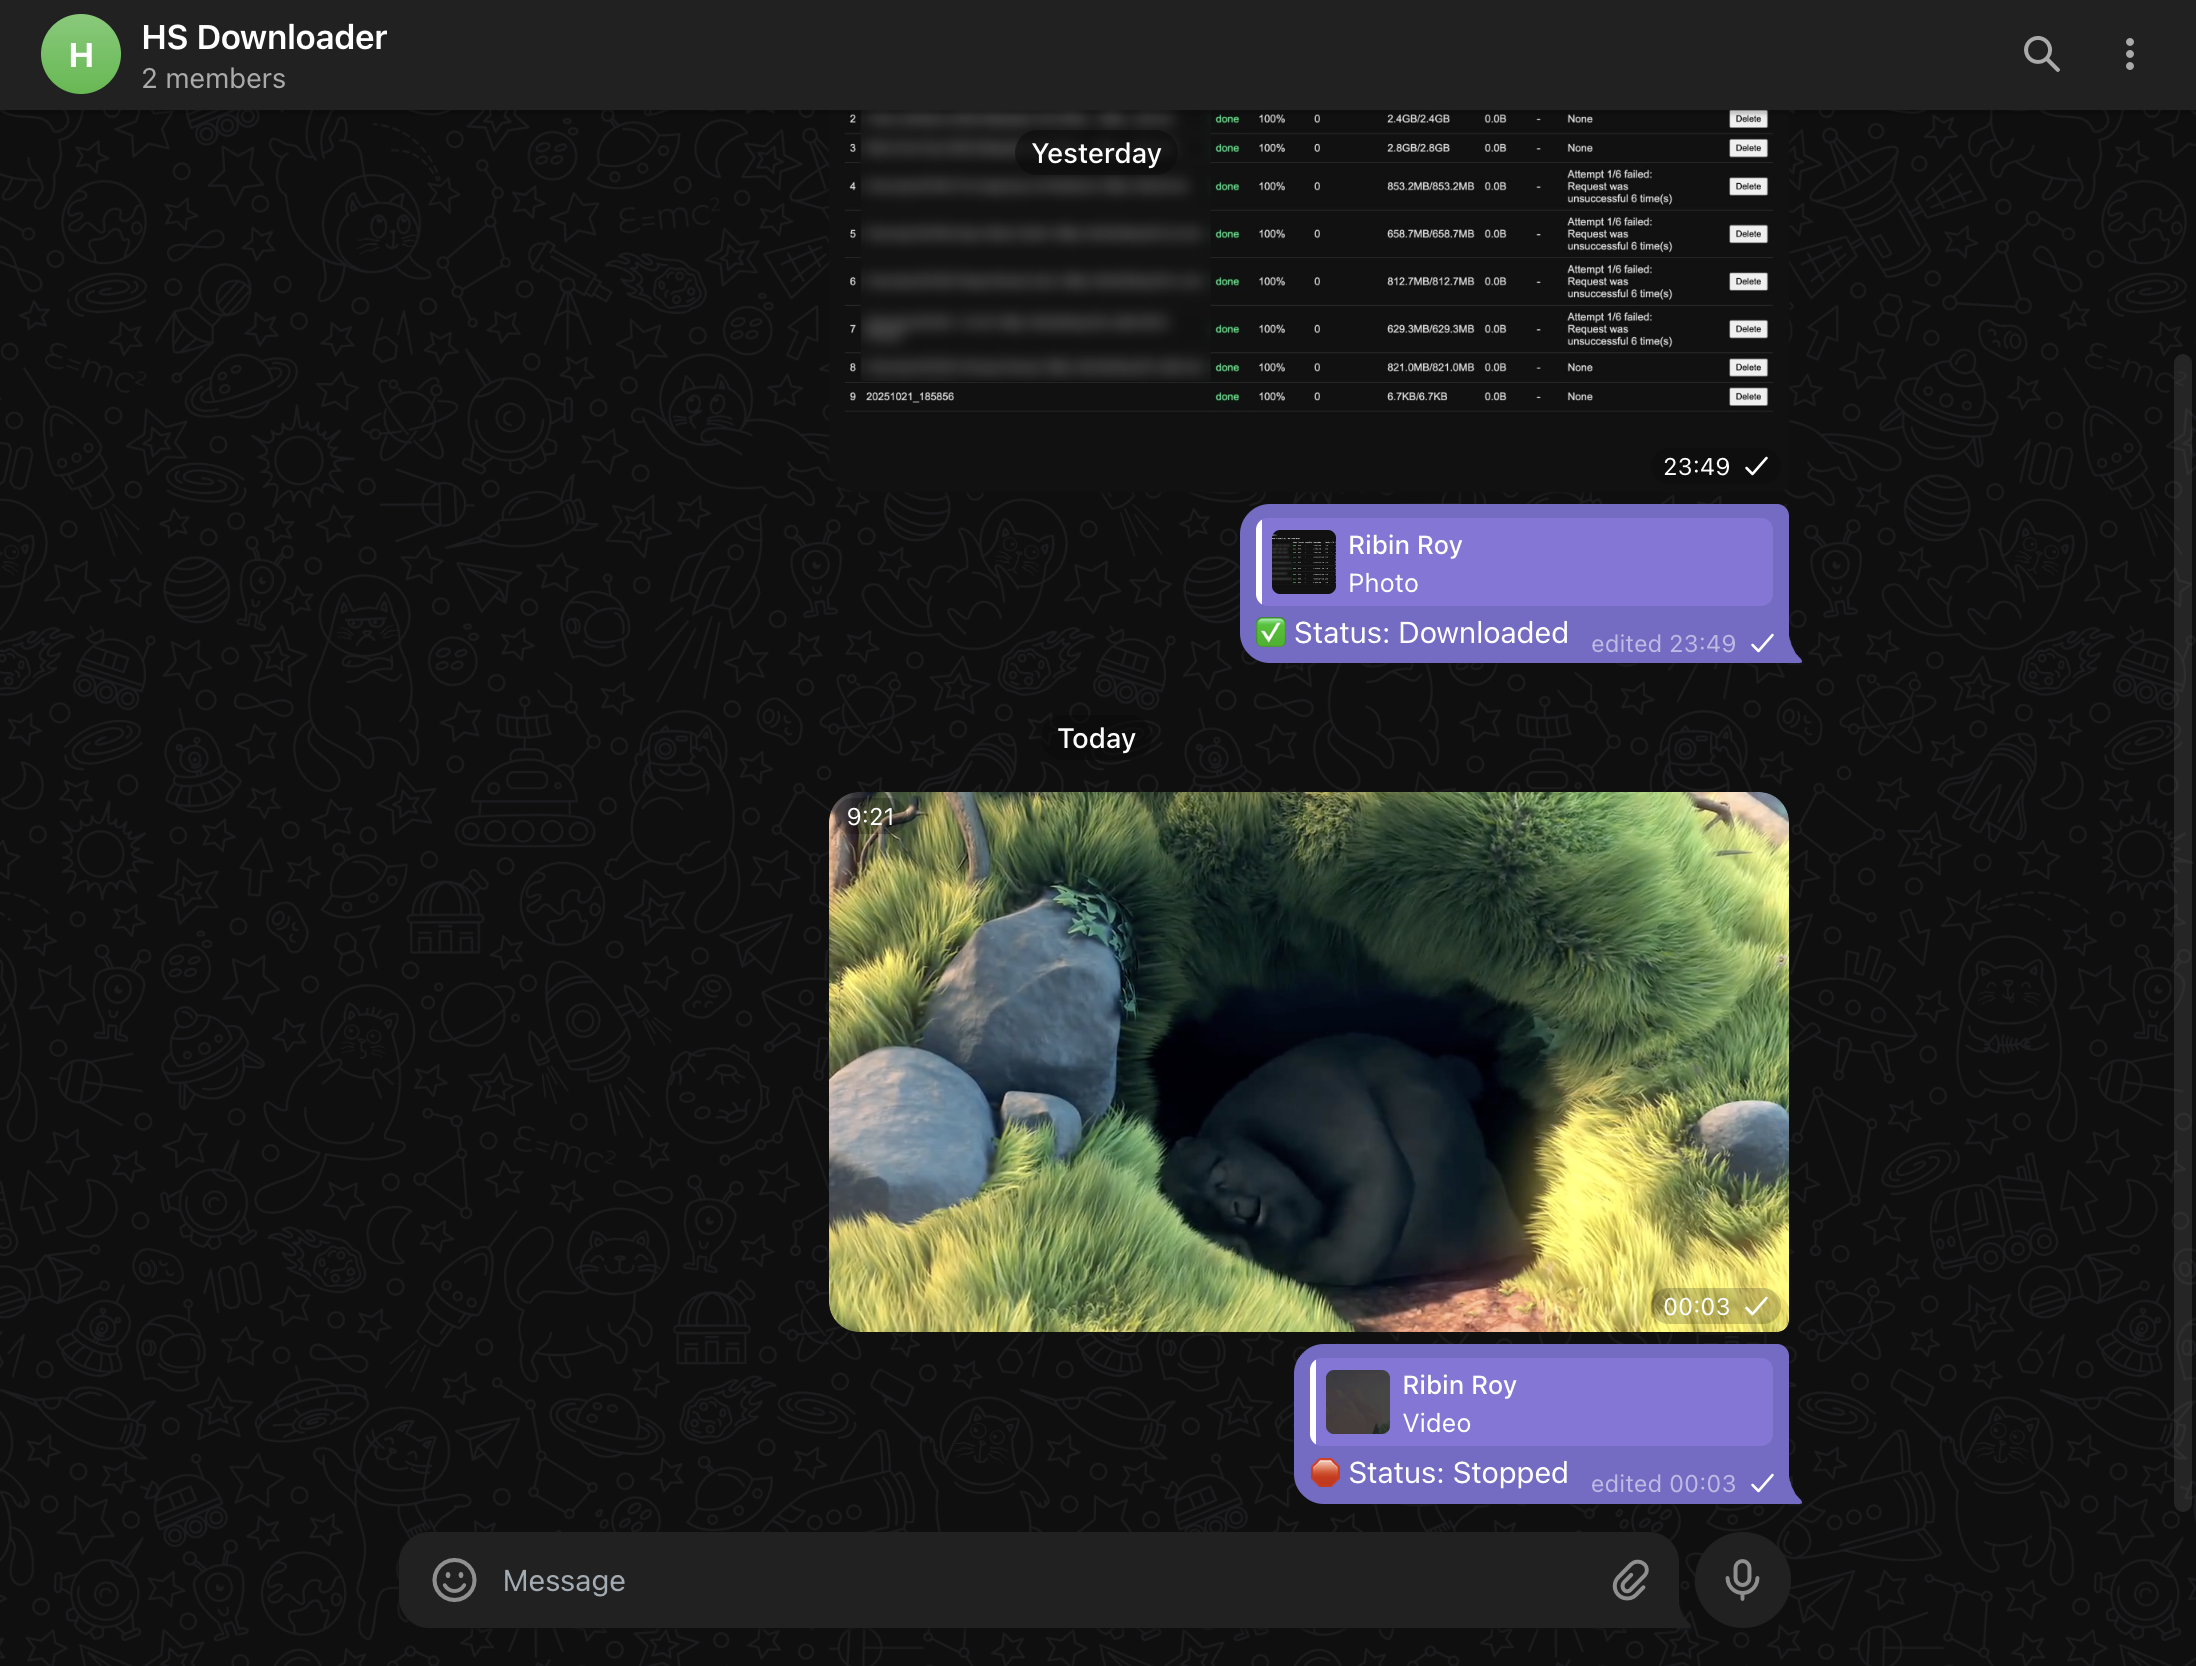 H
HS Downloader
2 members
2 done 100% 0 2.4GB/2.4GB 0.0B - None Delete
3 done 100% 0 2.8GB/2.8GB 0.0B - None Delete
Yesterday
4 done 100% 0 853.2MB/853.2MB 0.0B - Attempt 1/6 failed: Delete
Request was
unsuccessful 6 time(s)
5 done 100% 0 658.7MB/658.7MB 0.0B - Attempt 1/6 failed: Delete
Request was
unsuccessful 6 time(s)
6 done 100% 0 812.7MB/812.7MB 0.0B - Attempt 1/6 failed: Delete
Request was
unsuccessful 6 time(s)
7 done 100% 0 629.3MB/629.3MB 0.0B - Attempt 1/6 failed: Delete
Request was
unsuccessful 6 time(s)
8 done 100% 0 821.0MB/821.0MB 0.0B - None Delete
9 20251021_185856 done 100% 0 6.7KB/6.7KB 0.0B - None Delete
23:49
Ribin Roy
Photo
✅ Status: Downloaded edited 23:49
Today
9:21
00:03
Ribin Roy
Video
🛑 Status: Stopped edited 00:03
Message